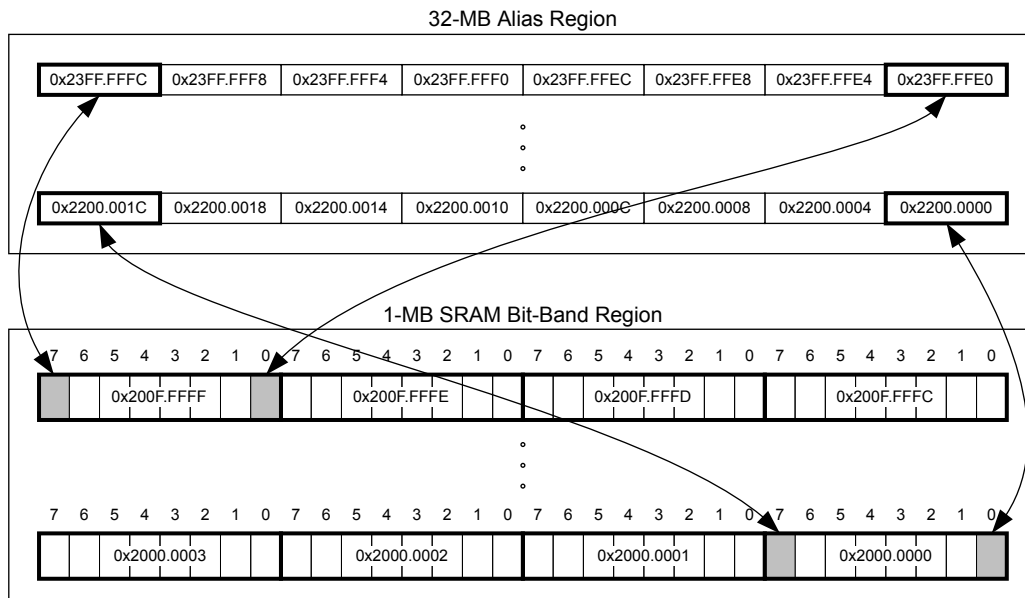 32-MB Alias Region
0x23FF.FFFC 0x23FF.FFF8 0x23FF.FFF4 0x23FF.FFF0 0x23FF.FFEC 0x23FF.FFE8 0x23FF.FFE4 0x23FF.FFE0
0x2200.001C 0x2200.0018 0x2200.0014 0x2200.0010 0x2200.000C 0x2200.0008 0x2200.0004 0x2200.0000
1-MB SRAM Bit-Band Region
7 6 5 4 3 2 1 0 7 6 5 4 3 2 1 0 7 6 5 4 3 2 1 0 7 6 5 4 3 2 1 0
0x200F.FFFF 0x200F.FFFE 0x200F.FFFD 0x200F.FFFC
7 6 5 4 3 2 1 0 7 6 5 4 3 2 1 0 7 6 5 4 3 2 1 0 7 6 5 4 3 2 1 0
0x2000.0003 0x2000.0002 0x2000.0001 0x2000.0000